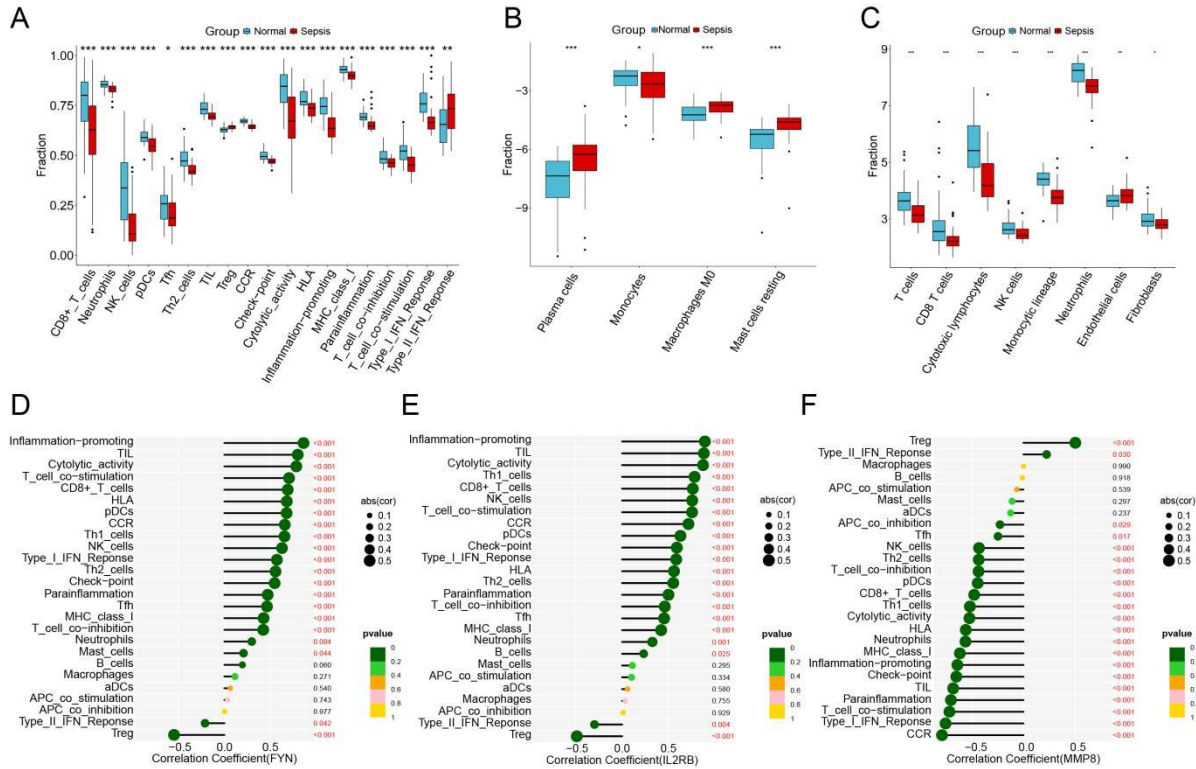 A
Group Normal Sepsis
*** *** *** *** * *** *** *** *** *** *** *** *** *** *** *** *** *** **
Fraction
1.00
0.75
0.50
0.25
0.00
CD8+_T_cells
Neutrophils
NK_cells
pDCs
Tfh
Th2_cells
TIL
Treg
CCR
Check-point
Cytolytic_activity
HLA
Inflammation-promoting
MHC_class_I
Parainflammation
T_cell_co-inhibition
T_cell_co-stimulation
Type_I_IFN_Reponse
Type_II_IFN_Reponse
B
Group Normal Sepsis
*** * *** ***
Fraction
-3
-6
-9
Plasma cells
Monocytes
Macrophages M0
Mast cells resting
C
Group Normal Sepsis
*** *** *** *** *** *** ** *
Fraction
9
7
5
3
T cells
CD8 T cells
Cytotoxic lymphocytes
NK cells
Monocytic lineage
Neutrophils
Endothelial cells
Fibroblasts
D
Inflammation-promoting <0.001
TIL <0.001
Cytolytic_activity <0.001
T_cell_co-stimulation <0.001
CD8+_T_cells <0.001
HLA <0.001
pDCs <0.001
CCR <0.001
Th1_cells <0.001
NK_cells <0.001
Type_I_IFN_Reponse <0.001
Th2_cells <0.001
Check-point <0.001
Parainflammation <0.001
Tfh <0.001
MHC_class_I <0.001
T_cell_co-inhibition <0.001
Neutrophils 0.004
Mast_cells 0.044
B_cells 0.060
Macrophages 0.271
aDCs 0.540
APC_co_stimulation 0.743
APC_co_inhibition 0.977
Type_II_IFN_Reponse 0.042
Treg <0.001
-0.5 0.0 0.5
Correlation Coefficient(FYN)
abs(cor)
0.1
0.2
0.3
0.4
0.5
pvalue
0
0.2
0.4
0.6
0.8
1
E
Inflammation-promoting <0.001
TIL <0.001
Cytolytic_activity <0.001
Th1_cells <0.001
CD8+_T_cells <0.001
NK_cells <0.001
T_cell_co-stimulation <0.001
CCR <0.001
pDCs <0.001
Check-point <0.001
Type_I_IFN_Reponse <0.001
HLA <0.001
Th2_cells <0.001
Parainflammation <0.001
T_cell_co-inhibition <0.001
Tfh <0.001
MHC_class_I <0.001
Neutrophils 0.001
B_cells 0.025
Mast_cells 0.295
APC_co_stimulation 0.334
aDCs 0.580
Macrophages 0.755
APC_co_inhibition 0.929
Type_II_IFN_Reponse 0.004
Treg <0.001
-0.5 0.0 0.5
Correlation Coefficient(IL2RB)
abs(cor)
0.1
0.2
0.3
0.4
0.5
pvalue
0
0.2
0.4
0.6
0.8
1
F
Treg <0.001
Type_II_IFN_Reponse 0.030
Macrophages 0.990
B_cells 0.918
APC_co_stimulation 0.539
Mast_cells 0.297
aDCs 0.237
APC_co_inhibition 0.029
Tfh 0.017
NK_cells <0.001
Th2_cells <0.001
T_cell_co-inhibition <0.001
pDCs <0.001
CD8+_T_cells <0.001
Th1_cells <0.001
Cytolytic_activity <0.001
HLA <0.001
Neutrophils <0.001
MHC_class_I <0.001
Inflammation-promoting <0.001
Check-point <0.001
TIL <0.001
Parainflammation <0.001
T_cell_co-stimulation <0.001
Type_I_IFN_Reponse <0.001
CCR <0.001
-0.5 0.0 0.5
Correlation Coefficient(MMP8)
abs(cor)
0.1
0.2
0.3
0.4
0.5
pvalue
0
0.2
0.4
0.6
0.8
1